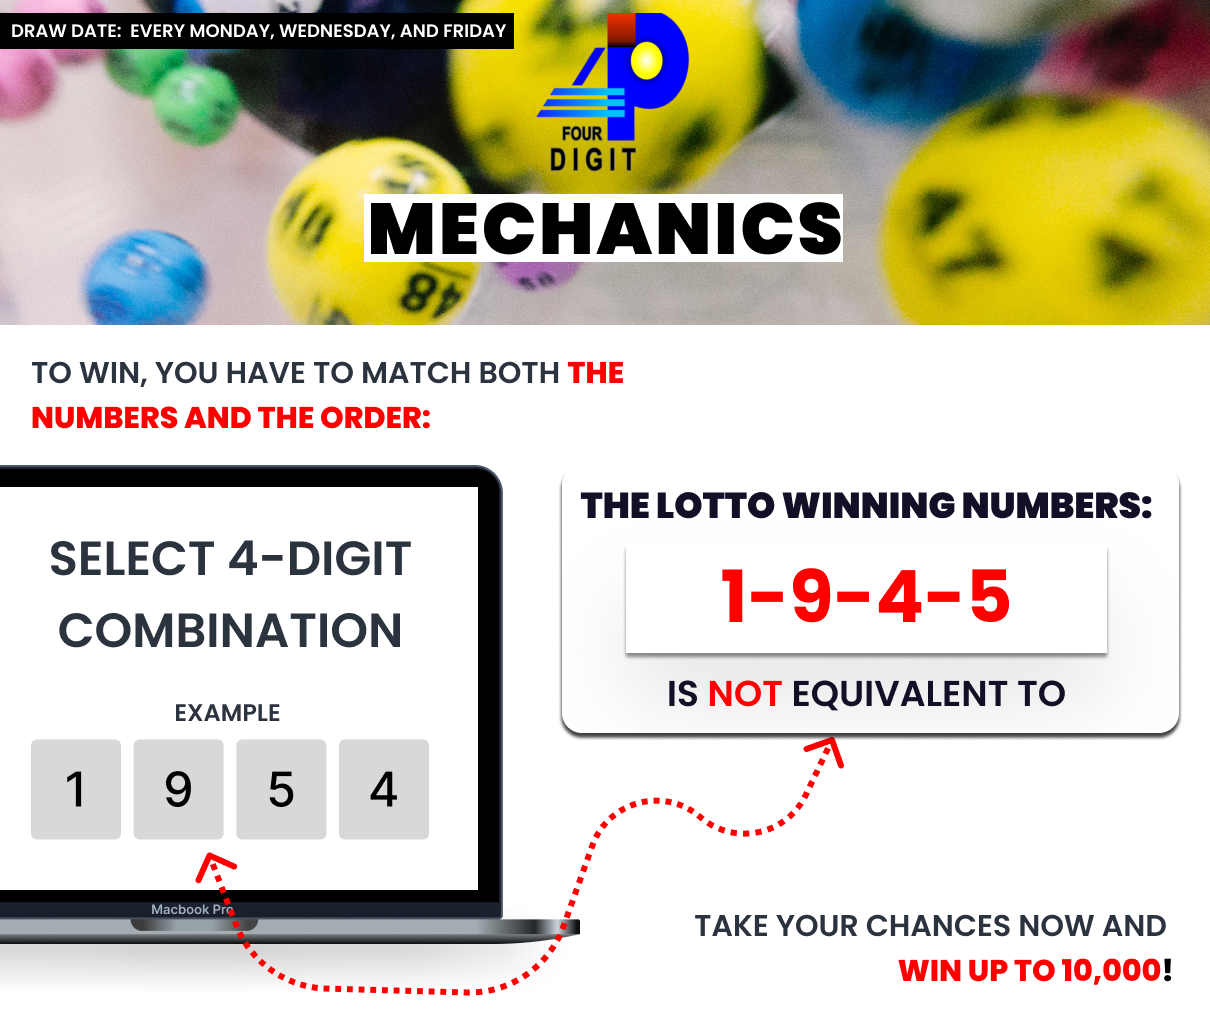 DRAW DATE: EVERY MONDAY, WEDNESDAY, AND FRIDAY
4D
FOUR
DIGIT
48
MECHANICS
TO WIN, YOU HAVE TO MATCH BOTH THE
NUMBERS AND THE ORDER:
SELECT 4-DIGIT
COMBINATION
EXAMPLE
1 9 5 4
Macbook Pro
THE LOTTO WINNING NUMBERS:
1-9-4-5
IS NOT EQUIVALENT TO
TAKE YOUR CHANCES NOW AND
WIN UP TO 10,000!